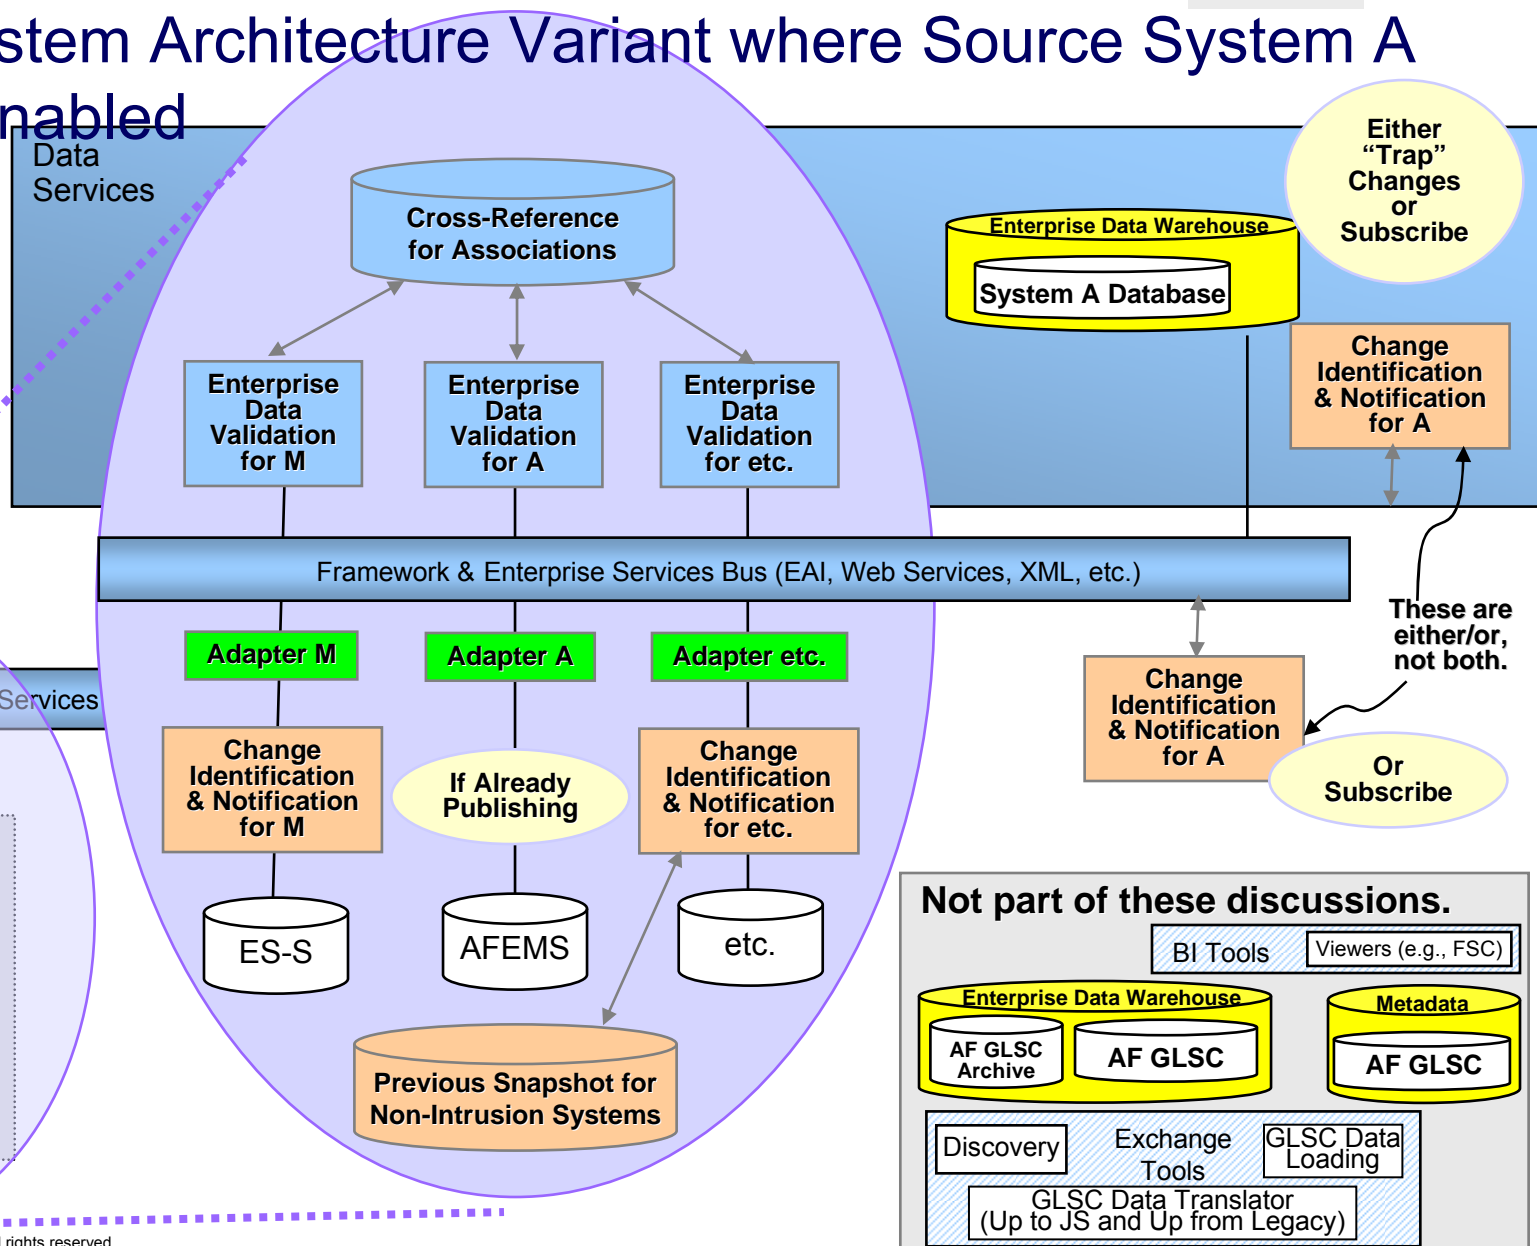 stem Architecture Variant where Source System A
nabled
Data
Services
Cross-Reference
for Associations
Enterprise Data Warehouse
System A Database
Either
“Trap”
Changes
or
Subscribe
Change
Identification
& Notification
for A
Enterprise
Data
Validation
for M
Enterprise
Data
Validation
for A
Enterprise
Data
Validation
for etc.
Framework & Enterprise Services Bus (EAI, Web Services, XML, etc.)
These are
either/or,
not both.
Adapter M
Adapter A
Adapter etc.
Services
Change
Identification
& Notification
for A
Or
Subscribe
Change
Identification
& Notification
for M
If Already
Publishing
Change
Identification
& Notification
for etc.
ES-S
AFEMS
etc.
Previous Snapshot for
Non-Intrusion Systems
Not part of these discussions.
BI Tools
Viewers (e.g., FSC)
Enterprise Data Warehouse
AF GLSC
Archive
AF GLSC
Metadata
AF GLSC
Discovery
Exchange
Tools
GLSC Data
Loading
GLSC Data Translator
(Up to JS and Up from Legacy)
rights reserved